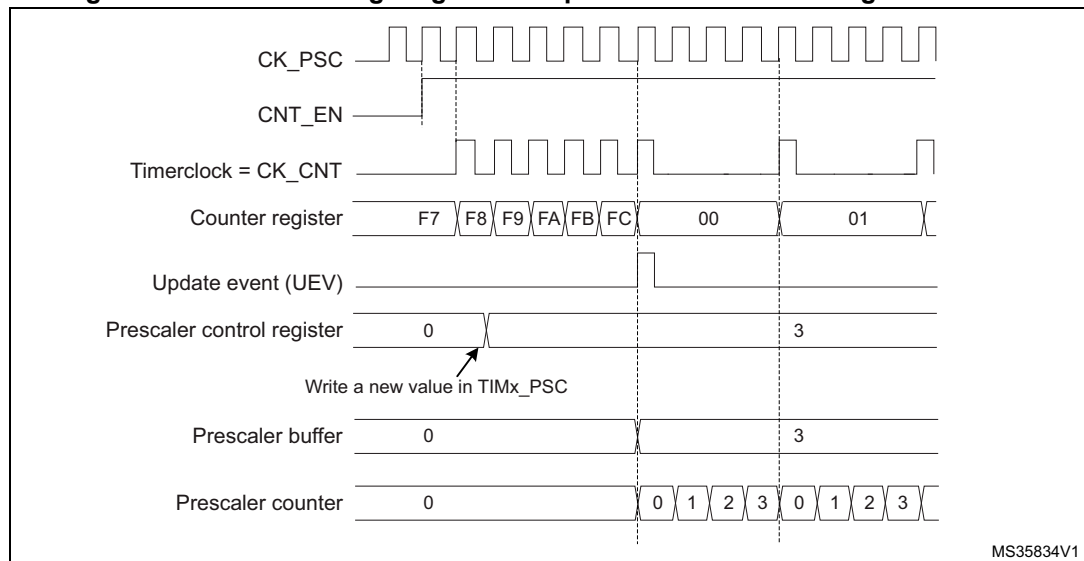 CK_PSC
CNT_EN
Timerclock = CK_CNT
Counter register F7 F8 F9 FA FB FC 00 01
Update event (UEV)
Prescaler control register 0 3
Write a new value in TIMx_PSC
Prescaler buffer 0 3
Prescaler counter 0 0 1 2 3 0 1 2 3
MS35834V1